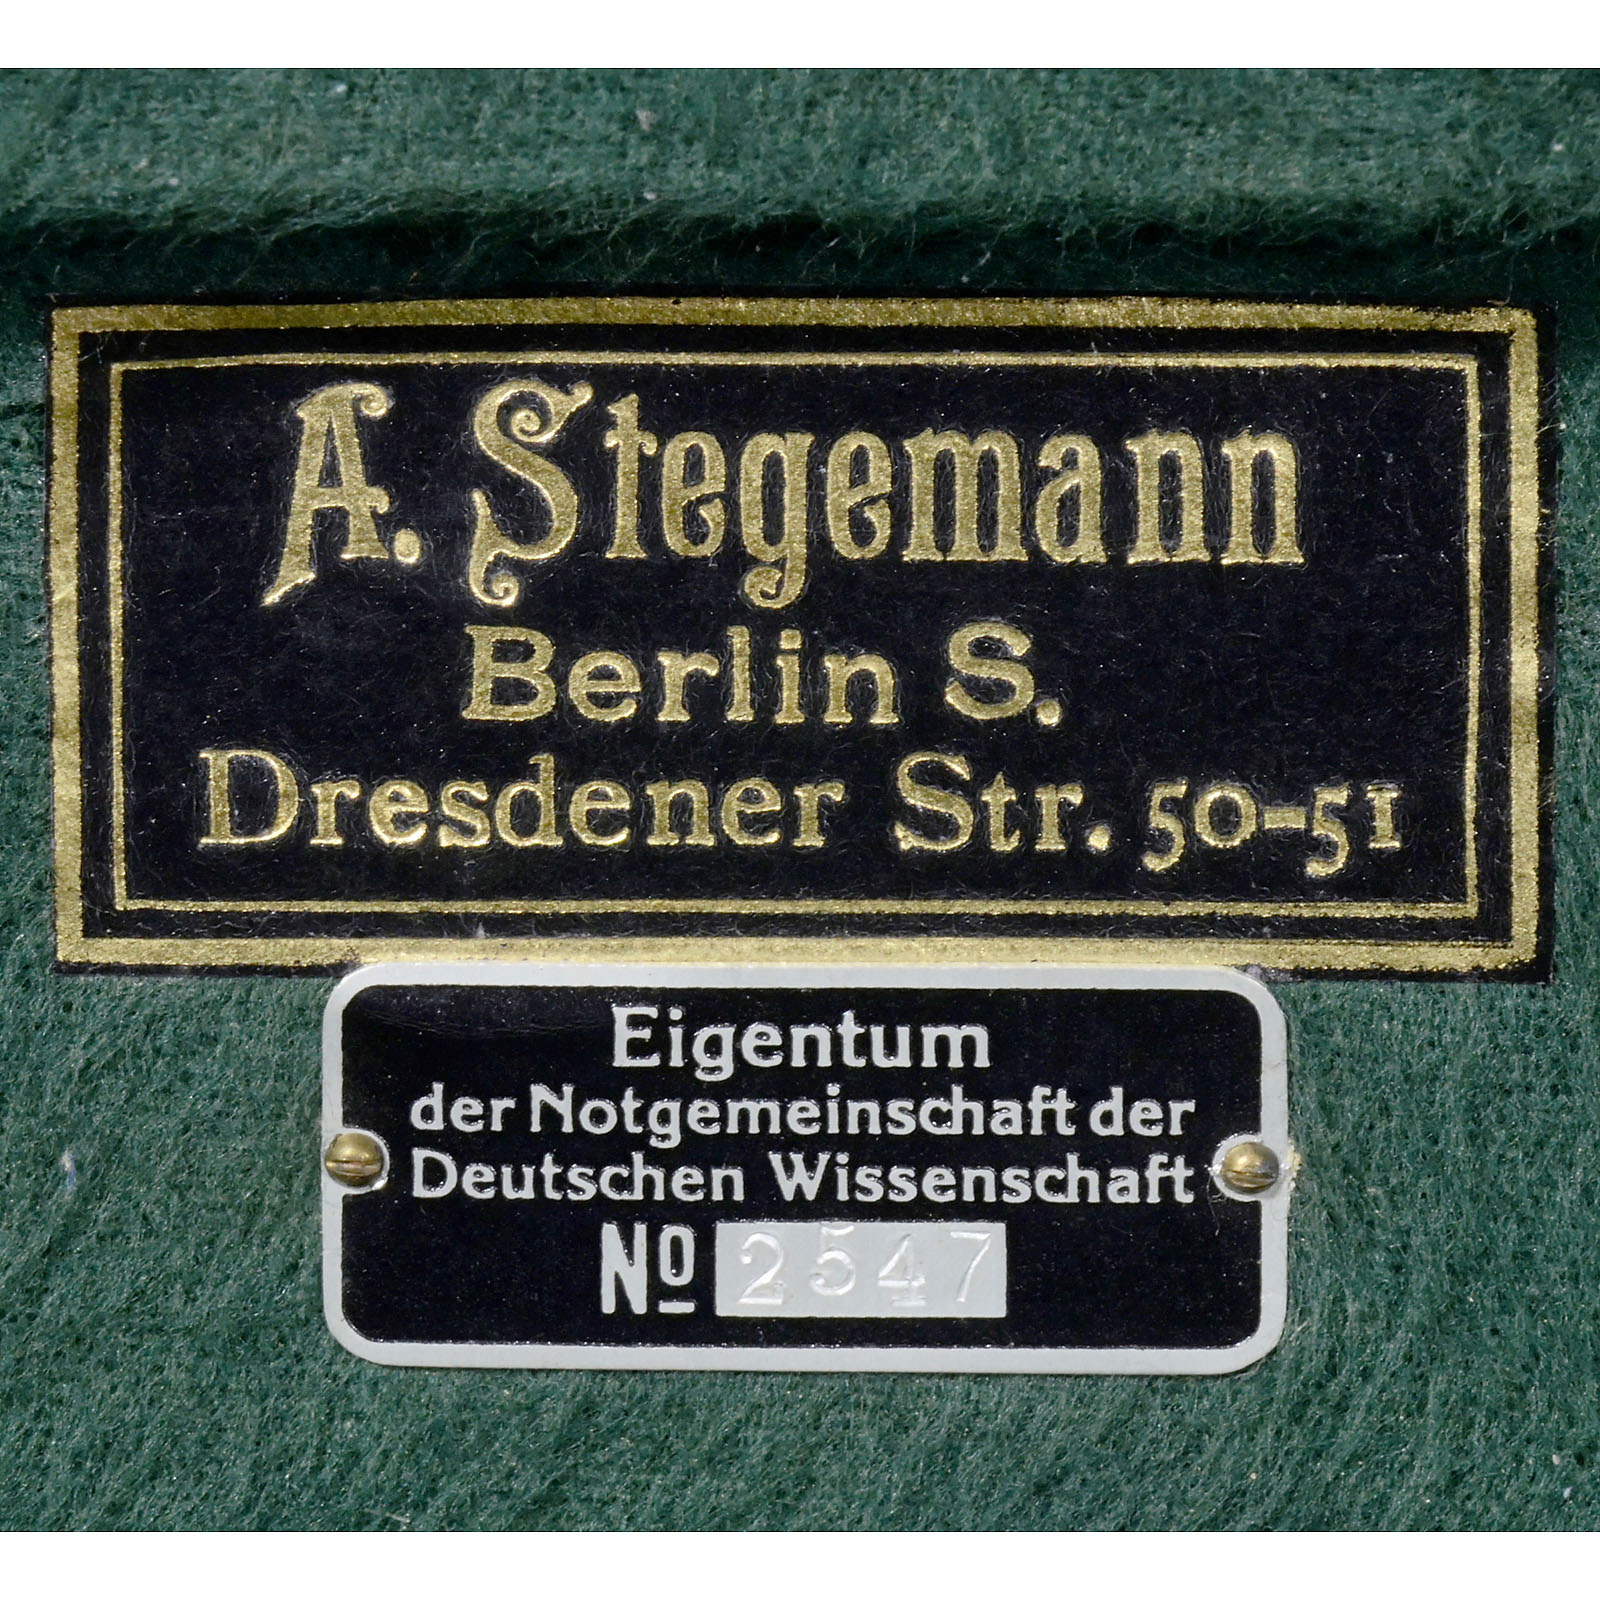 A. Stegemann
Berlin S.
Dresdener Str. 50-51
Eigentum
der Notgemeinschaft der
Deutschen Wissenschaft
No 2547